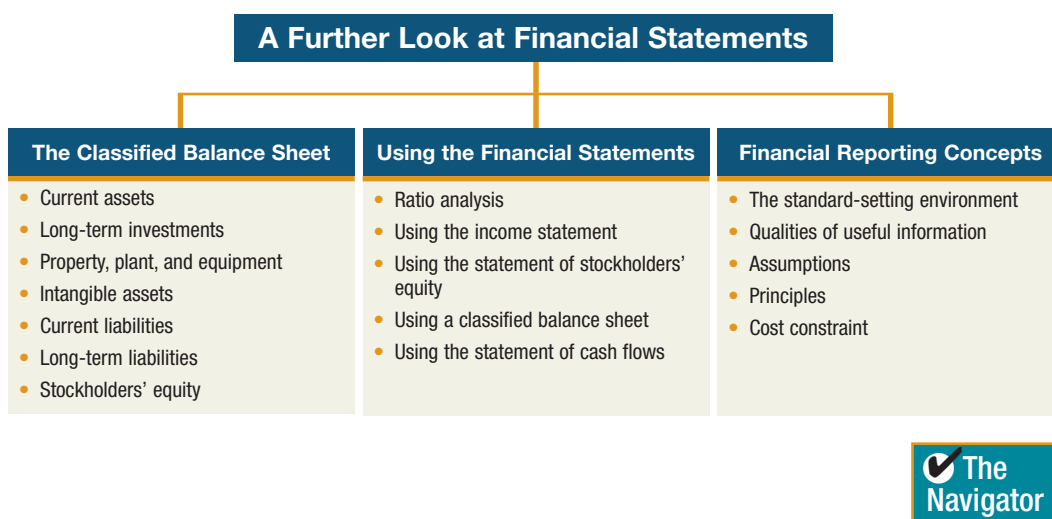 A Further Look at Financial Statements
The Classified Balance Sheet
• Current assets
• Long-term investments
• Property, plant, and equipment
• Intangible assets
• Current liabilities
• Long-term liabilities
• Stockholders’ equity
Using the Financial Statements
• Ratio analysis
• Using the income statement
• Using the statement of stockholders’
equity
• Using a classified balance sheet
• Using the statement of cash flows
Financial Reporting Concepts
• The standard-setting environment
• Qualities of useful information
• Assumptions
• Principles
• Cost constraint
The
Navigator